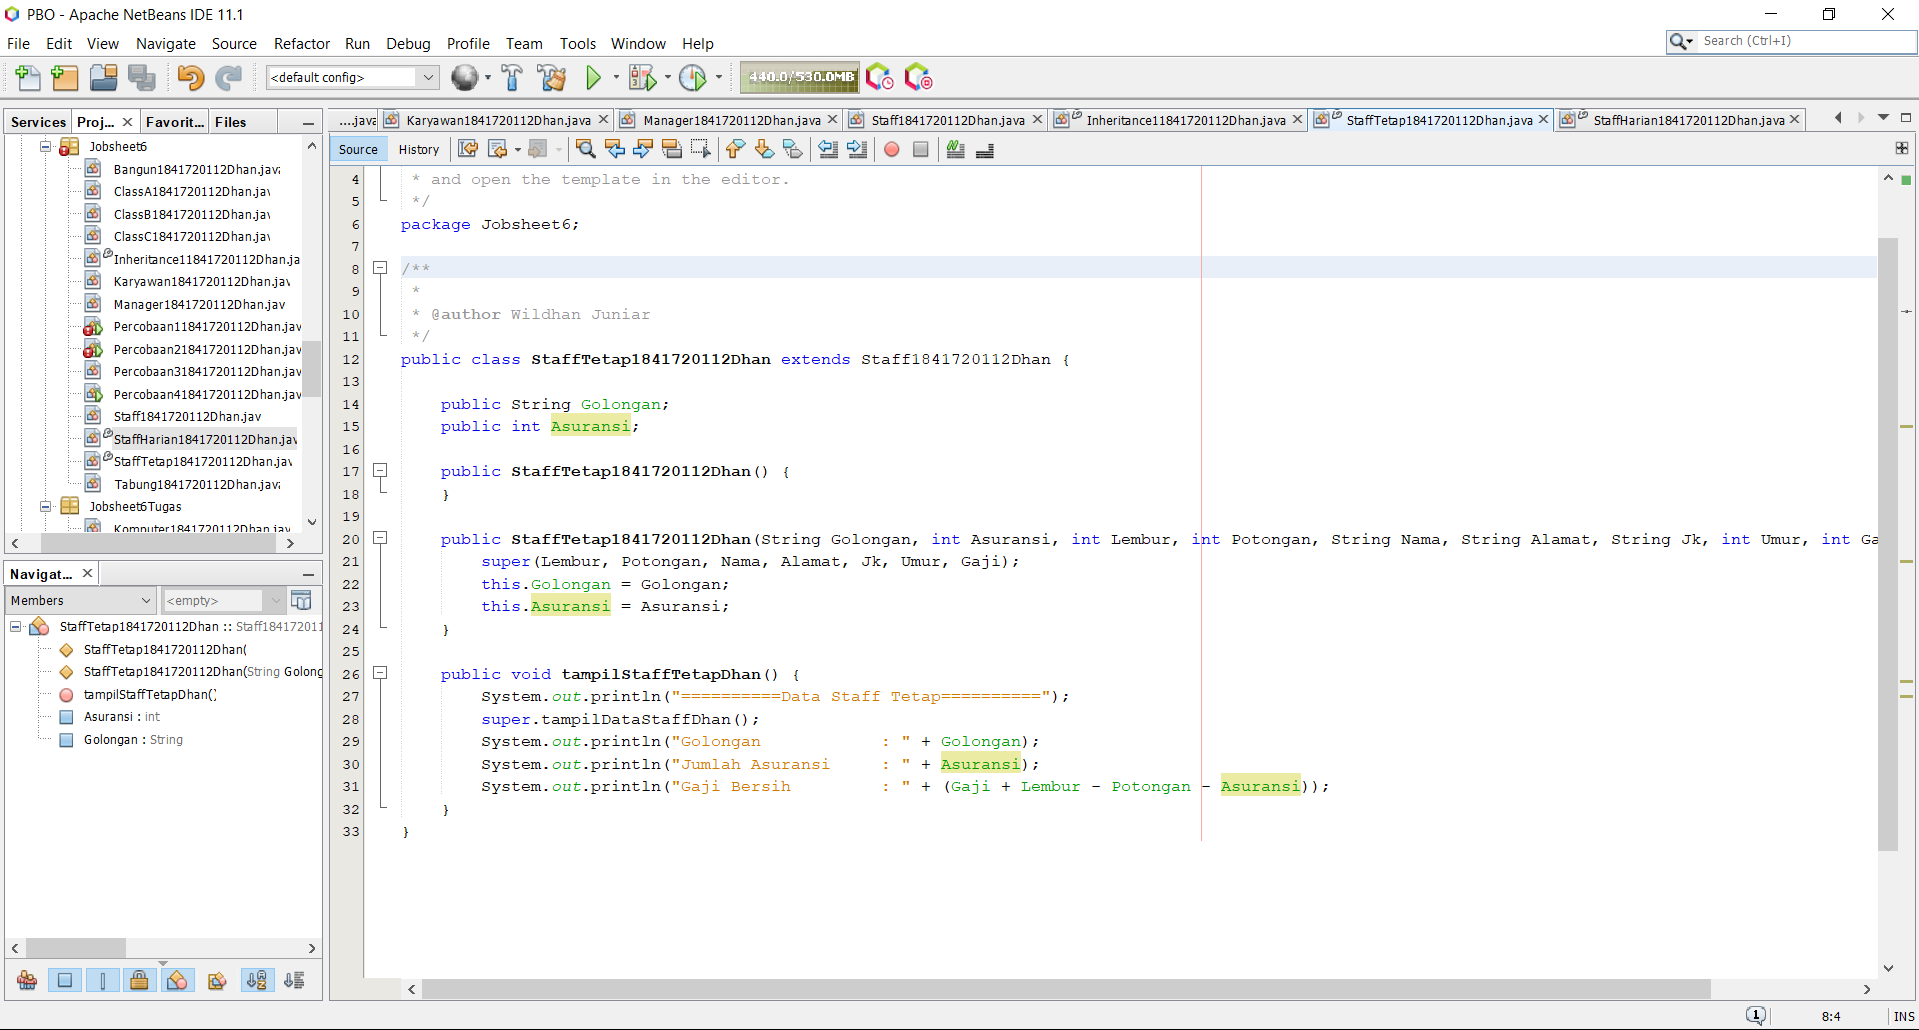 PBO - Apache NetBeans IDE 11.1
File Edit View Navigate Source Refactor Run Debug Profile Team Tools Window Help
Search (Ctrl+I)
<default config>
440.0/530.0MB
Services Proj... Favorit... Files
....java Karyawan1841720112Dhan.java Manager1841720112Dhan.java Staff1841720112Dhan.java Inheritance11841720112Dhan.java StaffTetap1841720112Dhan.java StaffHarian1841720112Dhan.java
Source History
Jobsheet6
Bangun1841720112Dhan.java
ClassA1841720112Dhan.jav
ClassB1841720112Dhan.jav
ClassC1841720112Dhan.jav
Inheritance11841720112Dhan.ja
Karyawan1841720112Dhan.jav
Manager1841720112Dhan.jav
Percobaan11841720112Dhan.jav
Percobaan21841720112Dhan.jav
Percobaan31841720112Dhan.jav
Percobaan41841720112Dhan.jav
Staff1841720112Dhan.jav
StaffHarian1841720112Dhan.jav
StaffTetap1841720112Dhan.jav
Tabung1841720112Dhan.java
Jobsheet6Tugas
Komputer1841720112Dhan.jav
Navigat...
Members <empty>
StaffTetap1841720112Dhan :: Staff184172011
StaffTetap1841720112Dhan(
StaffTetap1841720112Dhan(String Golong
tampilStaffTetapDhan()
Asuransi : int
Golongan : String
4 * and open the template in the editor.
5 */
6 package Jobsheet6;
7
8 /**
9 *
10 * @author Wildhan Juniar
11 */
12 public class StaffTetap1841720112Dhan extends Staff1841720112Dhan {
13
14 public String Golongan;
15 public int Asuransi;
16
17 public StaffTetap1841720112Dhan() {
18 }
19
20 public StaffTetap1841720112Dhan(String Golongan, int Asuransi, int Lembur, int Potongan, String Nama, String Alamat, String Jk, int Umur, int Ga
21 super(Lembur, Potongan, Nama, Alamat, Jk, Umur, Gaji);
22 this.Golongan = Golongan;
23 this.Asuransi = Asuransi;
24 }
25
26 public void tampilStaffTetapDhan() {
27 System.out.println("==========Data Staff Tetap==========");
28 super.tampilDataStaffDhan();
29 System.out.println("Golongan            : " + Golongan);
30 System.out.println("Jumlah Asuransi     : " + Asuransi);
31 System.out.println("Gaji Bersih         : " + (Gaji + Lembur - Potongan - Asuransi));
32 }
33 }
1
8:4 INS